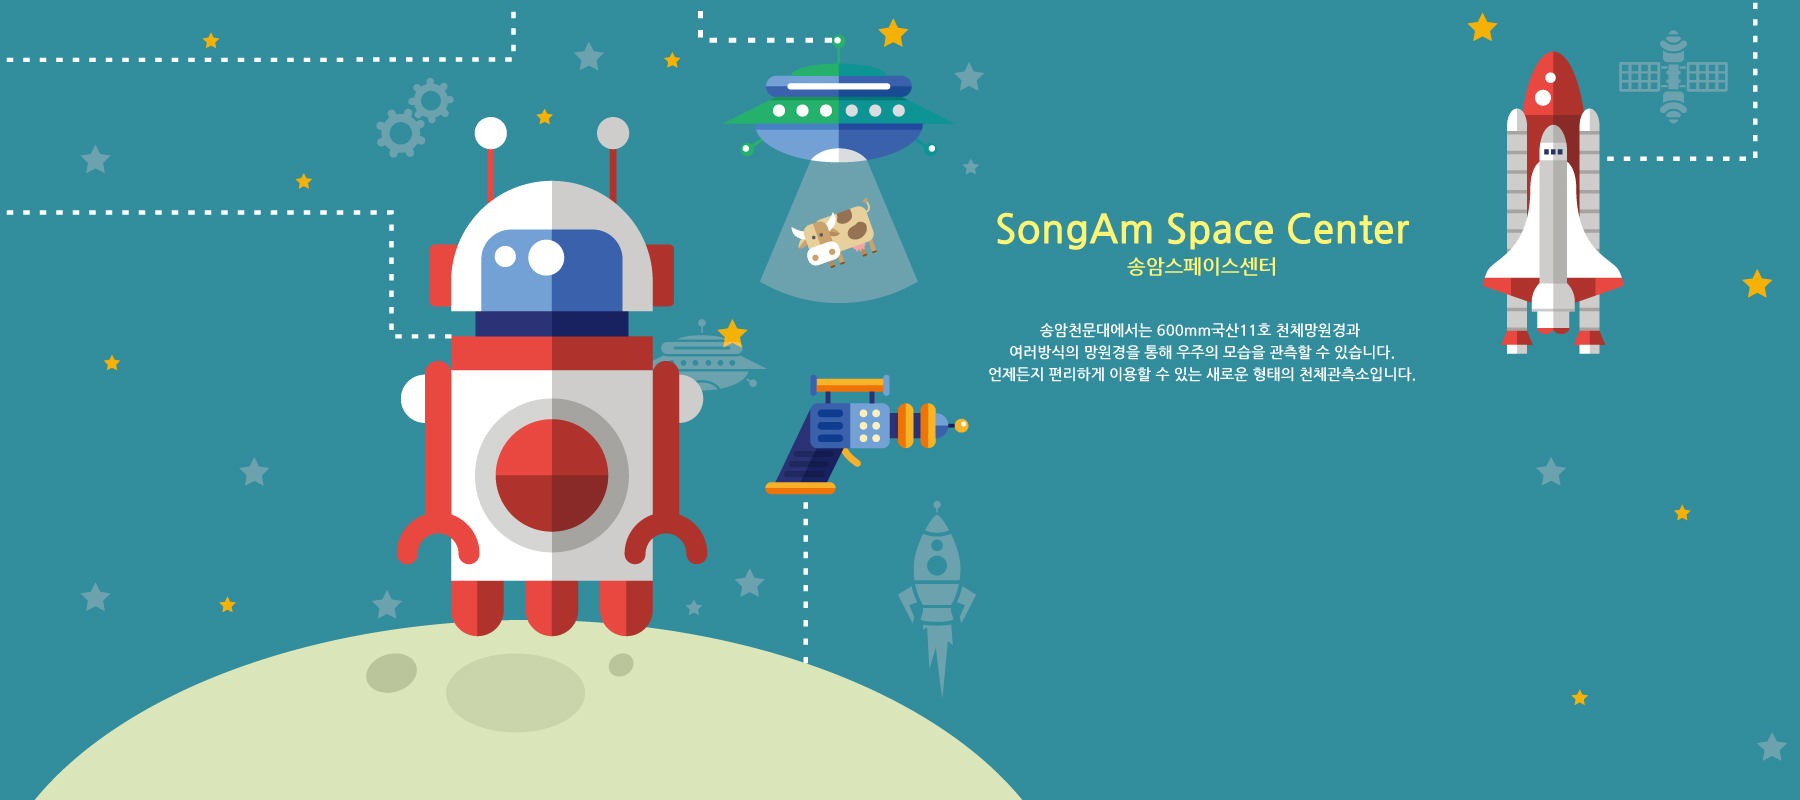 SongAm Space Center
송암스페이스센터
송암천문대에서는 600mm국산11호 천체망원경과
여러방식의 망원경을 통해 우주의 모습을 관측할 수 있습니다.
언제든지 편리하게 이용할 수 있는 새로운 형태의 천체관측소입니다.